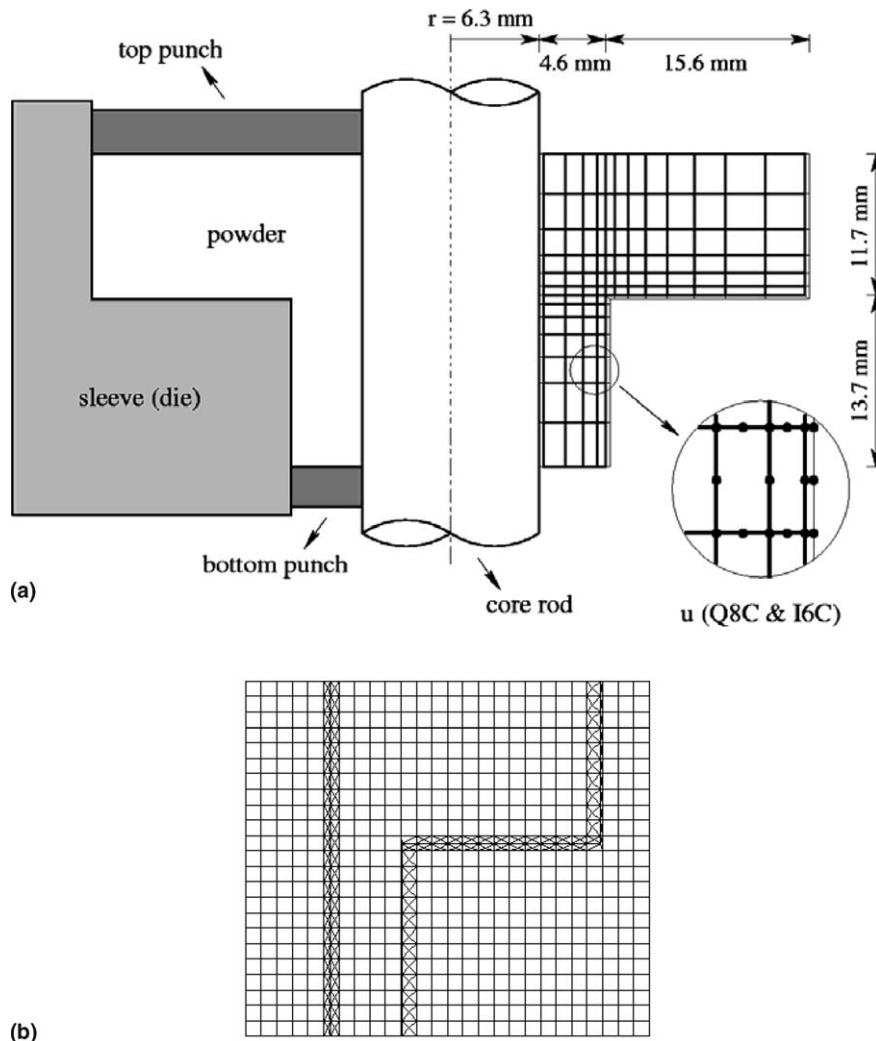 r = 6.3 mm
4.6 mm
15.6 mm
top punch
powder
11.7 mm
sleeve (die)
13.7 mm
bottom punch
core rod
u (Q8C & I6C)
(a)
(b)